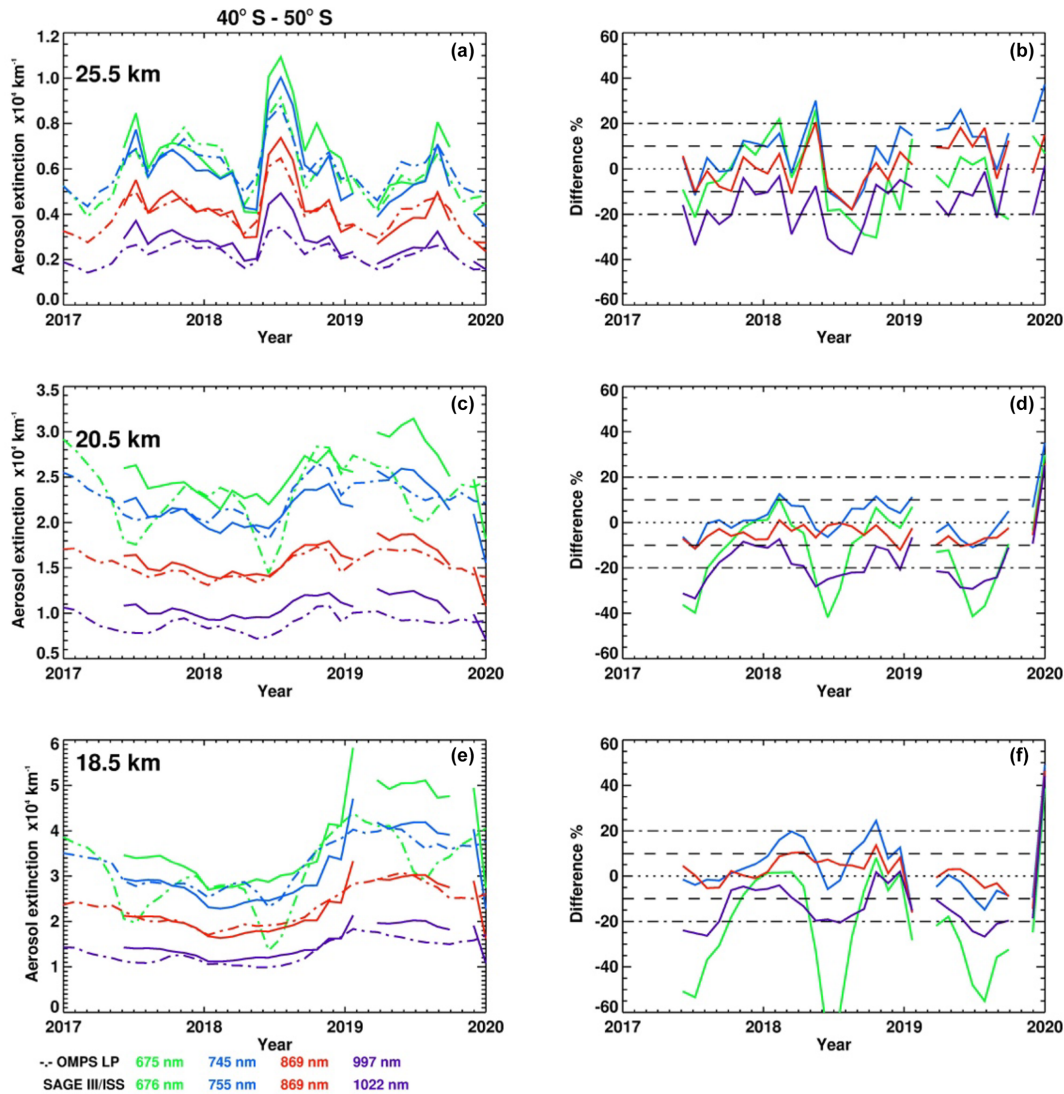 40° S - 50° S
(a)
25.5 km
Aerosol extinction x10⁴ km⁻¹
1.2
1.0
0.8
0.6
0.4
0.2
0.0
2017 2018 2019 2020
Year
(b)
Difference %
60
40
20
0
-20
-40
-60
2017 2018 2019 2020
Year
(c)
20.5 km
Aerosol extinction x10⁴ km⁻¹
3.5
3.0
2.5
2.0
1.5
1.0
0.5
2017 2018 2019 2020
Year
(d)
Difference %
60
40
20
0
-20
-40
-60
2017 2018 2019 2020
Year
(e)
18.5 km
Aerosol extinction x10⁴ km⁻¹
6
5
4
3
2
1
0
2017 2018 2019 2020
Year
(f)
Difference %
60
40
20
0
-20
-40
-60
2017 2018 2019 2020
Year
-.- OMPS LP 675 nm 745 nm 869 nm 997 nm
SAGE III/ISS 676 nm 755 nm 869 nm 1022 nm